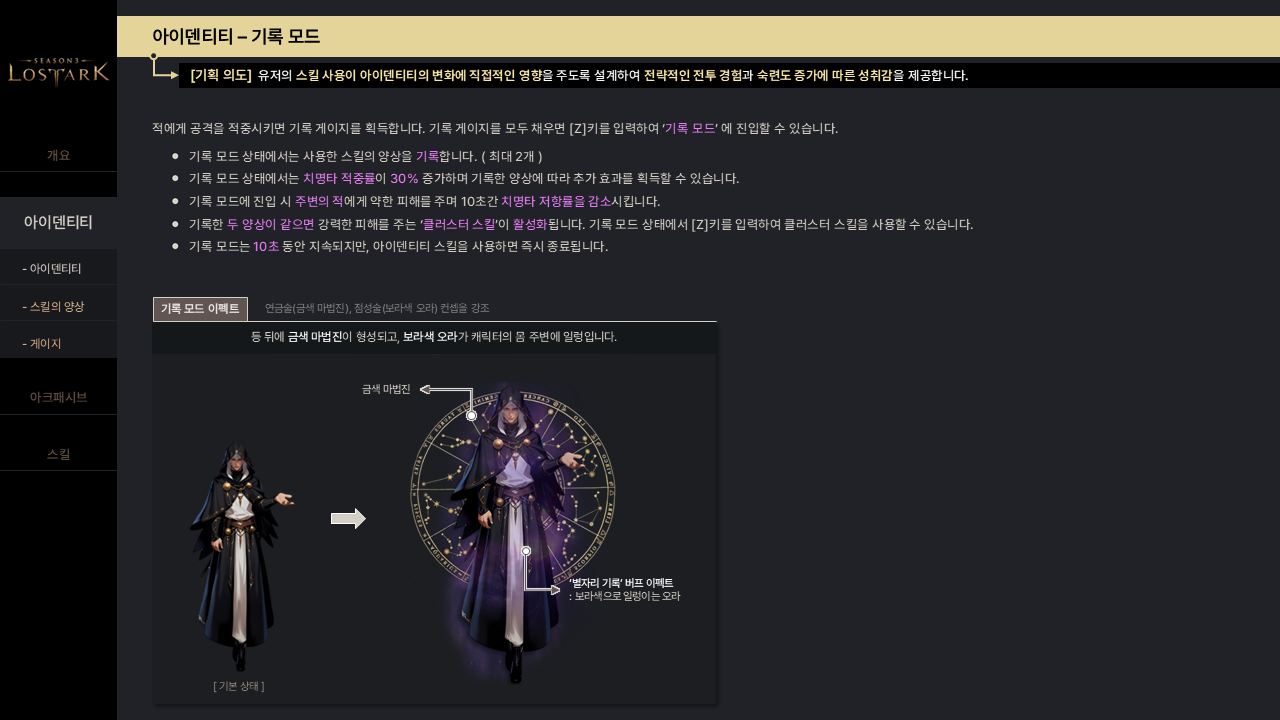 SEASON3
LOSTARK
개요
아이덴티티
- 아이덴티티
- 스킬의 양상
- 게이지
아크패시브
스킬
아이덴티티 – 기록 모드
[기획 의도] 유저의 스킬 사용이 아이덴티티의 변화에 직접적인 영향을 주도록 설계하여 전략적인 전투 경험과 숙련도 증가에 따른 성취감을 제공합니다.
적에게 공격을 적중시키면 기록 게이지를 획득합니다. 기록 게이지를 모두 채우면 [Z]키를 입력하여 ‘기록 모드’ 에 진입할 수 있습니다.
● 기록 모드 상태에서는 사용한 스킬의 양상을 기록합니다. ( 최대 2개 )
● 기록 모드 상태에서는 치명타 적중률이 30% 증가하며 기록한 양상에 따라 추가 효과를 획득할 수 있습니다.
● 기록 모드에 진입 시 주변의 적에게 약한 피해를 주며 10초간 치명타 저항률을 감소시킵니다.
● 기록한 두 양상이 같으면 강력한 피해를 주는 ‘클러스터 스킬’이 활성화됩니다. 기록 모드 상태에서 [Z]키를 입력하여 클러스터 스킬을 사용할 수 있습니다.
● 기록 모드는 10초 동안 지속되지만, 아이덴티티 스킬을 사용하면 즉시 종료됩니다.
기록 모드 이펙트
연금술(금색 마법진), 점성술(보라색 오라) 컨셉을 강조
등 뒤에 금색 마법진이 형성되고, 보라색 오라가 캐릭터의 몸 주변에 일렁입니다.
금색 마법진
‘별자리 기록’ 버프 이펙트
: 보라색으로 일렁이는 오라
[ 기본 상태 ]